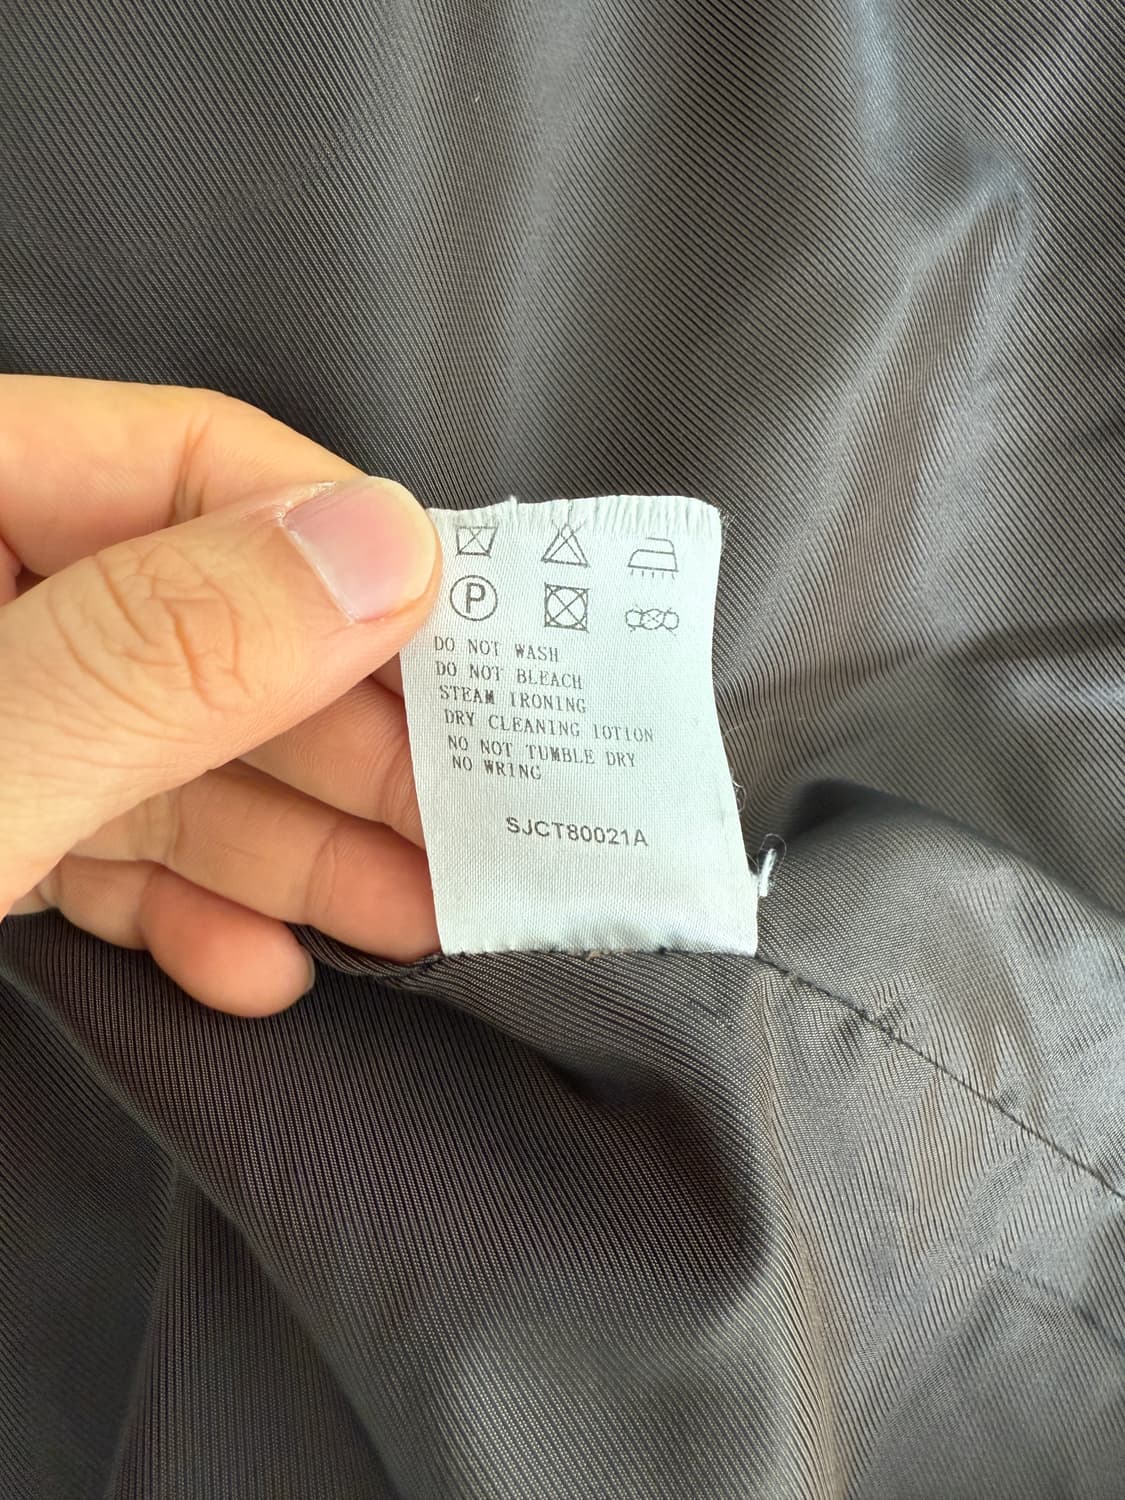 P
DO NOT WASH
DO NOT BLEACH
STEAM IRONING
DRY CLEANING IOTION
NO NOT TUMBLE DRY
NO WRING
SJCT80021A